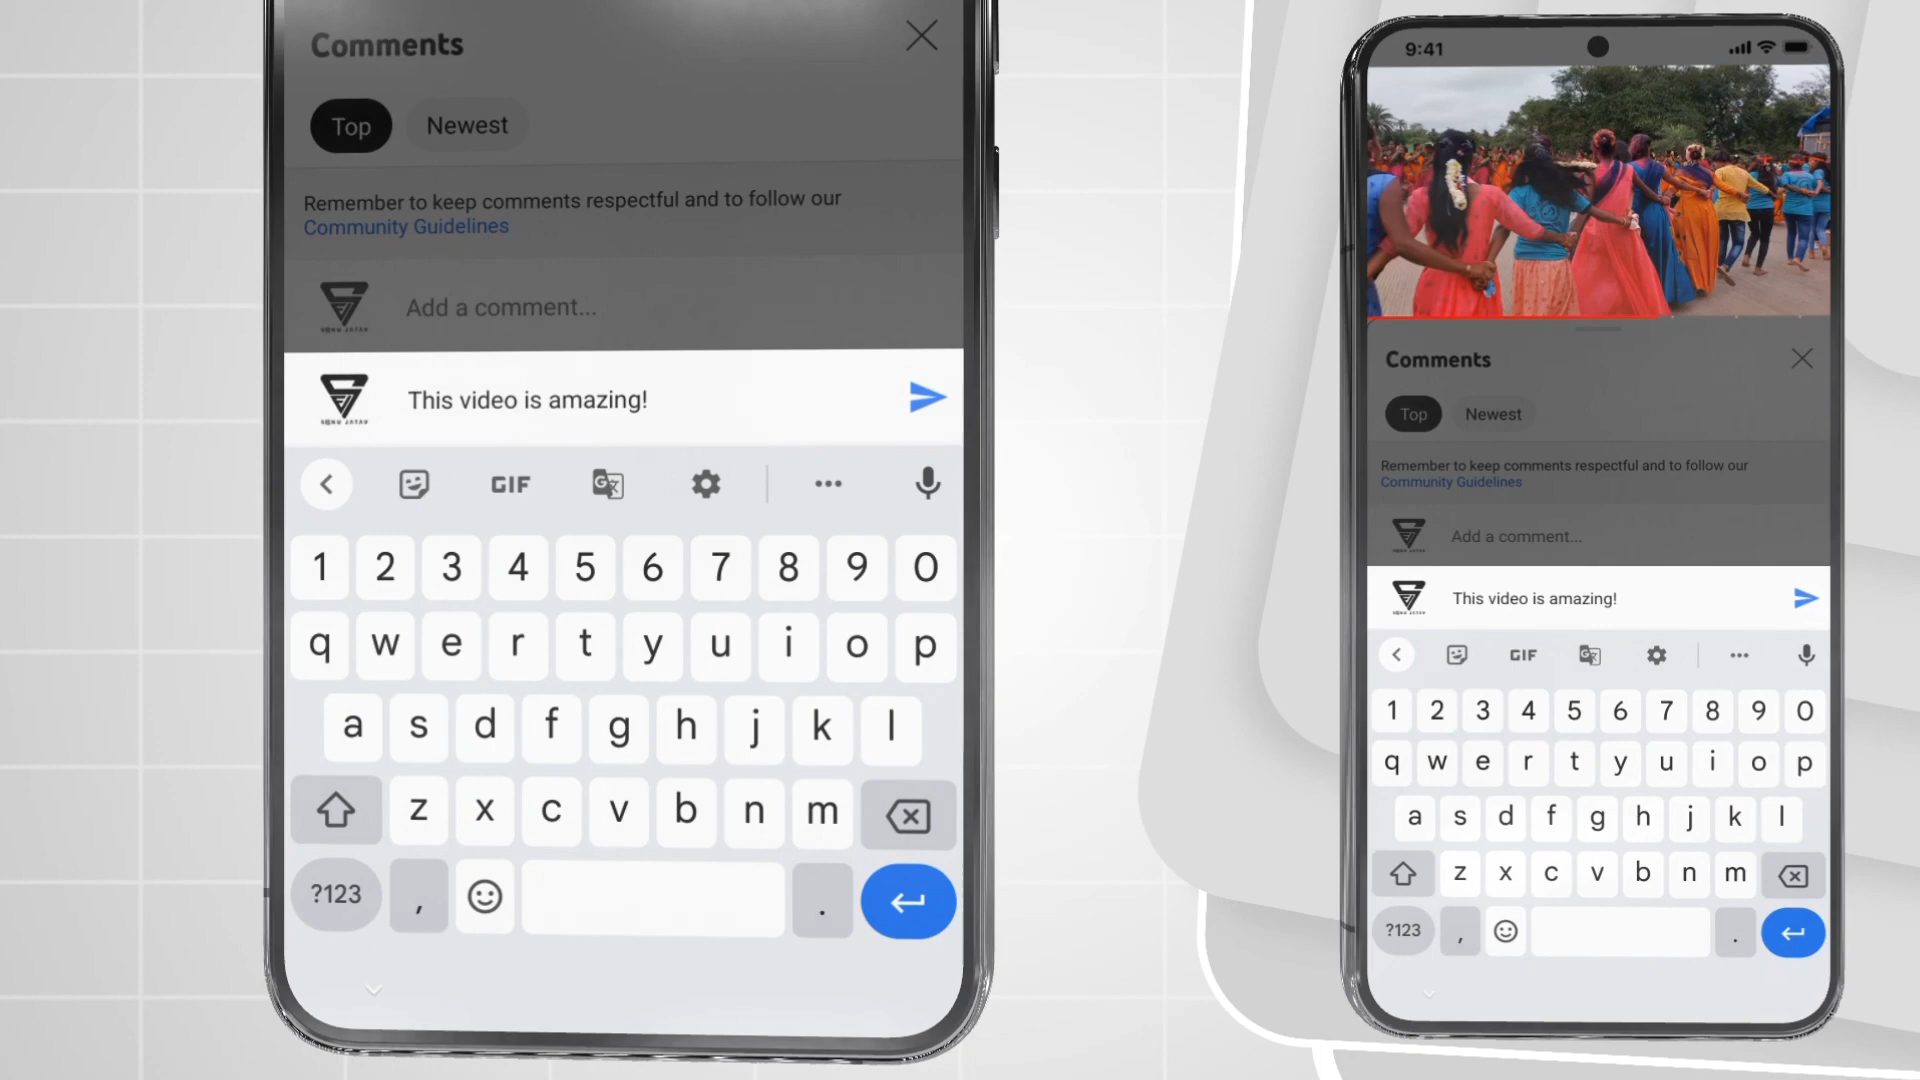 Comments
Top Newest
Remember to keep comments respectful and to follow our
Community Guidelines
Add a comment...
This video is amazing!
GIF
1 2 3 4 5 6 7 8 9 0
q w e r t y u i o p
a s d f g h j k l
z x c v b n m
?123 , .
9:41
Comments
Top Newest
Remember to keep comments respectful and to follow our
Community Guidelines
Add a comment...
This video is amazing!
GIF
1 2 3 4 5 6 7 8 9 0
q w e r t y u i o p
a s d f g h j k l
z x c v b n m
?123 , .